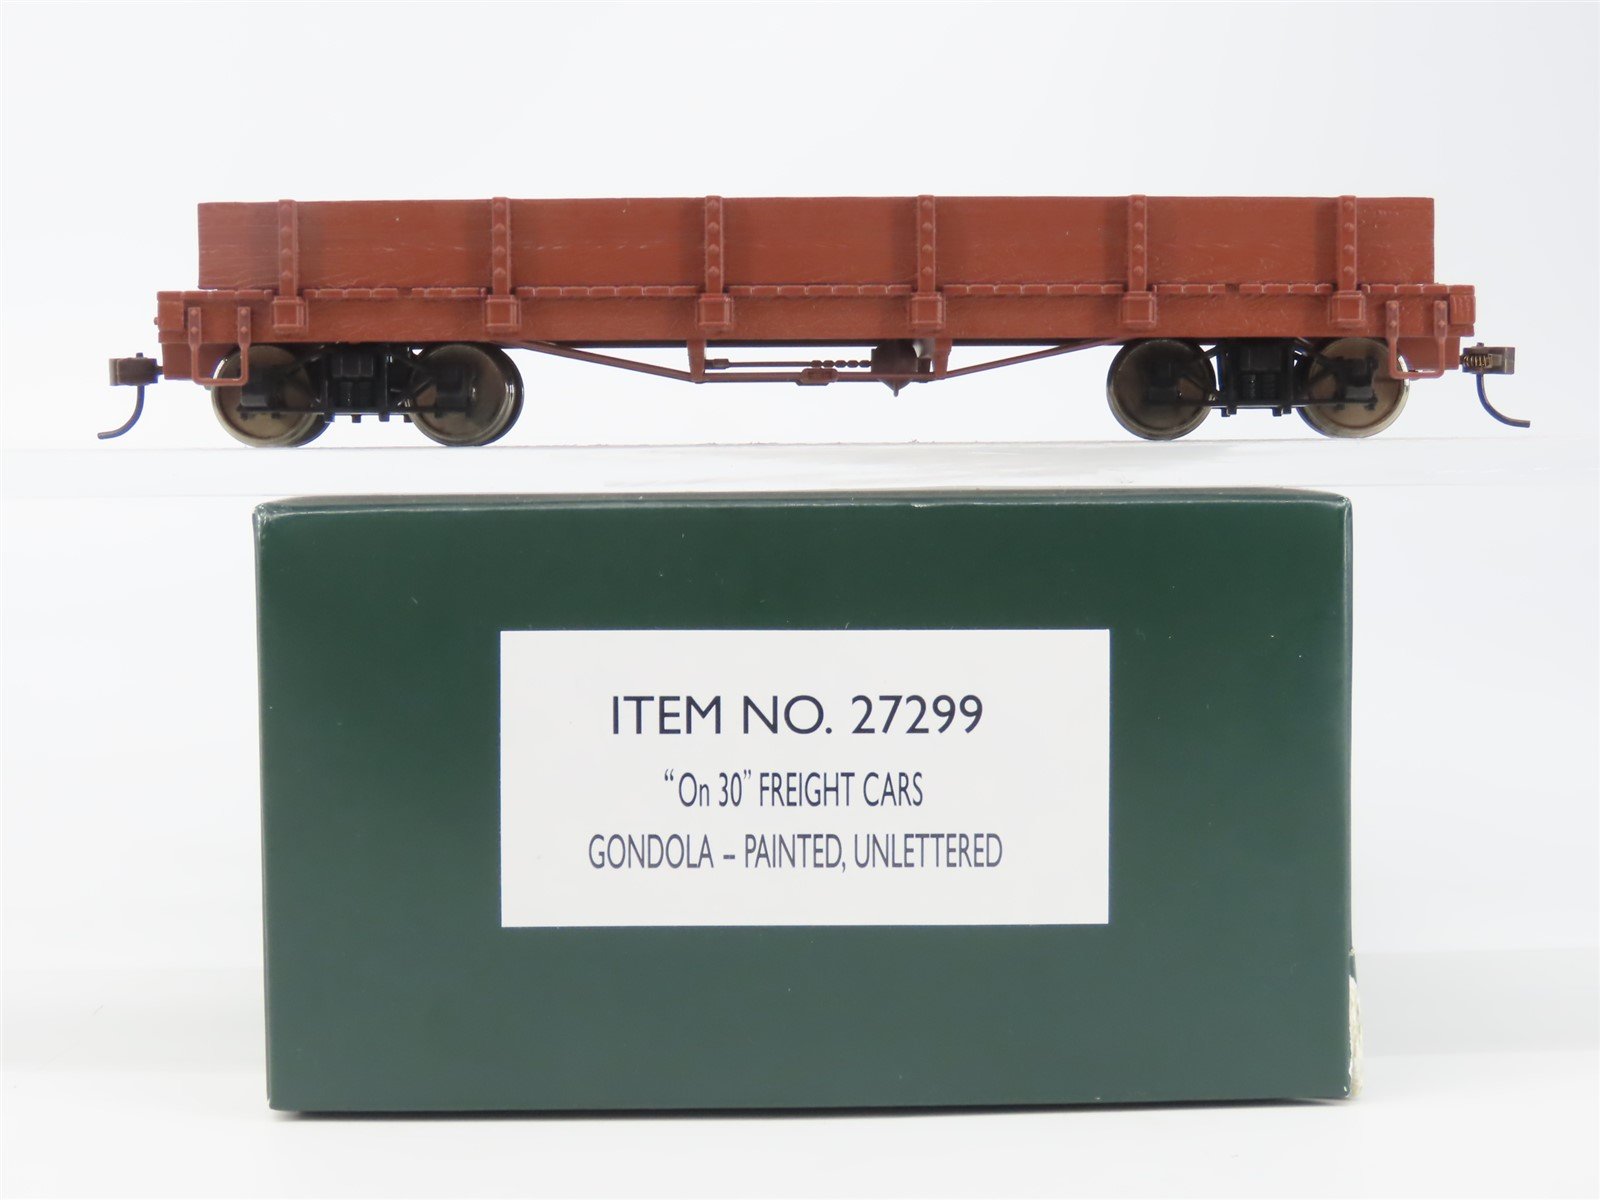 ITEM NO. 27299
“On 30” FREIGHT CARS
GONDOLA – PAINTED, UNLETTERED